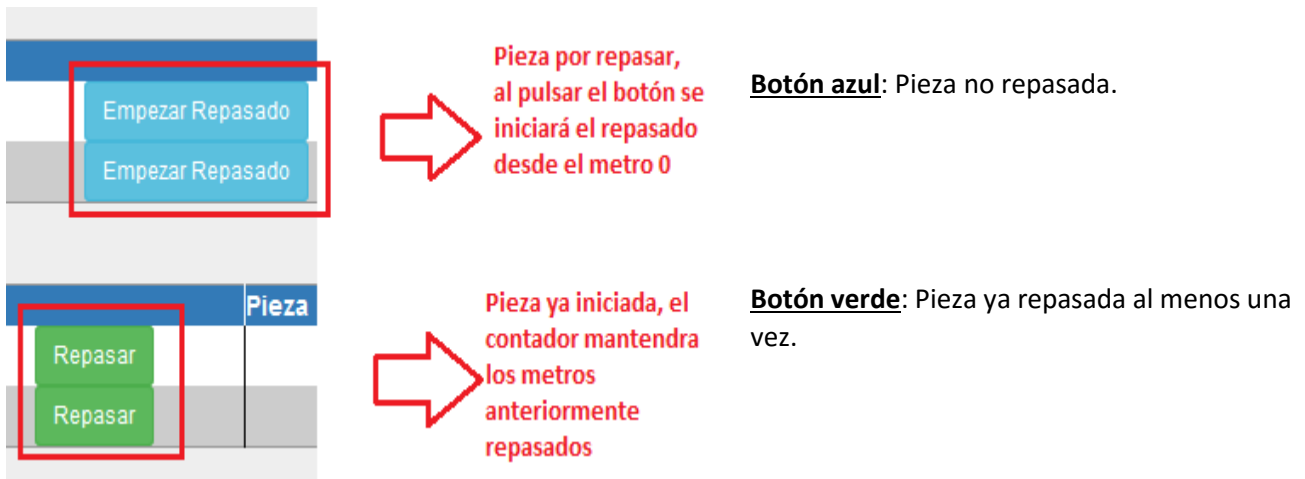 Empezar Repasado
Empezar Repasado
Pieza por repasar,
al pulsar el botón se
iniciará el repasado
desde el metro 0
Botón azul: Pieza no repasada.
Pieza
Repasar
Repasar
Pieza ya iniciada, el
contador mantendra
los metros
anteriormente
repasados
Botón verde: Pieza ya repasada al menos una
vez.